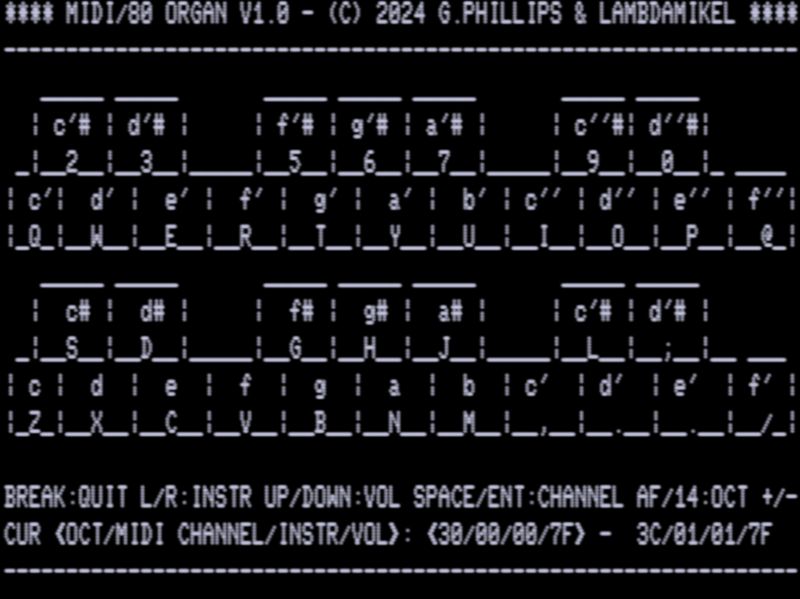 **** MIDI/80 ORGAN V1.0 - (C) 2024 G.PHILLIPS & LAMBDAMIKEL ****
c′# d′# f′# g′# a′# c′′# d′′#
2 3 5 6 7 9 0
c′ d′ e′ f′ g′ a′ b′ c′′ d′′ e′′ f′′
Q W E R T Y U I O P @
c# d# f# g# a# c′# d′#
S D G H J L ;
c d e f g a b c′ d′ e′ f′
Z X C V B N M , . . /
BREAK:QUIT L/R:INSTR UP/DOWN:VOL SPACE/ENT:CHANNEL AF/14:OCT +/-
CUR <OCT/MIDI CHANNEL/INSTR/VOL>: <30/00/00/7F> - 3C/01/01/7F